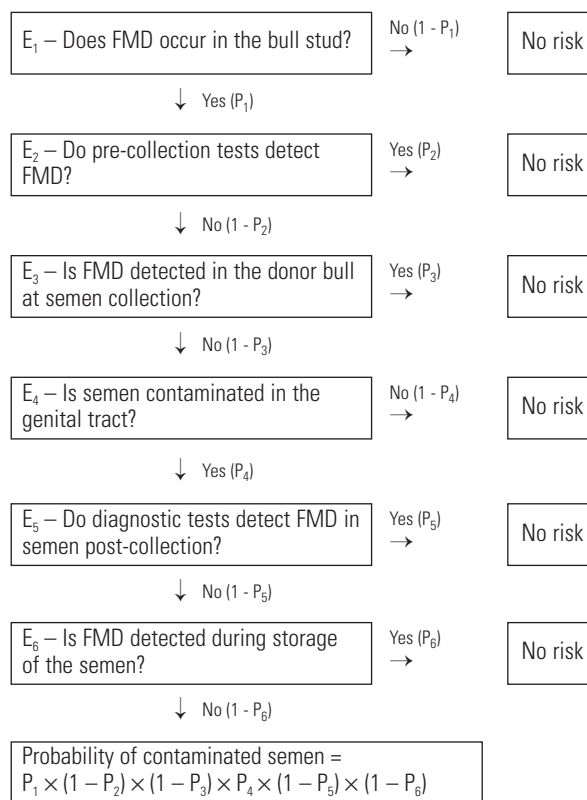 E₁ – Does FMD occur in the bull stud?
No (1 - P₁)
→
No risk
↓ Yes (P₁)
E₂ – Do pre-collection tests detect
FMD?
Yes (P₂)
→
No risk
↓ No (1 - P₂)
E₃ – Is FMD detected in the donor bull
at semen collection?
Yes (P₃)
→
No risk
↓ No (1 - P₃)
E₄ – Is semen contaminated in the
genital tract?
No (1 - P₄)
→
No risk
↓ Yes (P₄)
E₅ – Do diagnostic tests detect FMD in
semen post-collection?
Yes (P₅)
→
No risk
↓ No (1 - P₅)
E₆ – Is FMD detected during storage
of the semen?
Yes (P₆)
→
No risk
↓ No (1 - P₆)
Probability of contaminated semen =
P₁ × (1 – P₂) × (1 – P₃) × P₄ × (1 – P₅) × (1 – P₆)